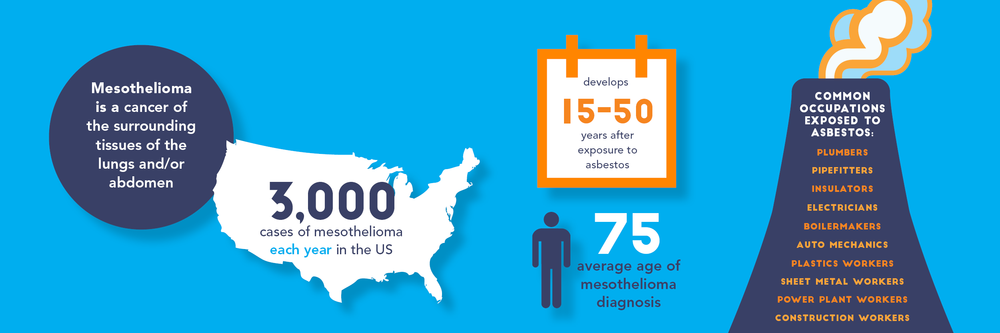 Mesothelioma
is a cancer of
the surrounding
tissues of the
lungs and/or
abdomen
3,000
cases of mesothelioma
each year in the US
develops
15-50
years after
exposure to
asbestos
75
average age of
mesothelioma
diagnosis
COMMON
OCCUPATIONS
EXPOSED TO
ASBESTOS:
PLUMBERS
PIPEFITTERS
INSULATORS
ELECTRICIANS
BOILERMAKERS
AUTO MECHANICS
PLASTICS WORKERS
SHEET METAL WORKERS
POWER PLANT WORKERS
CONSTRUCTION WORKERS